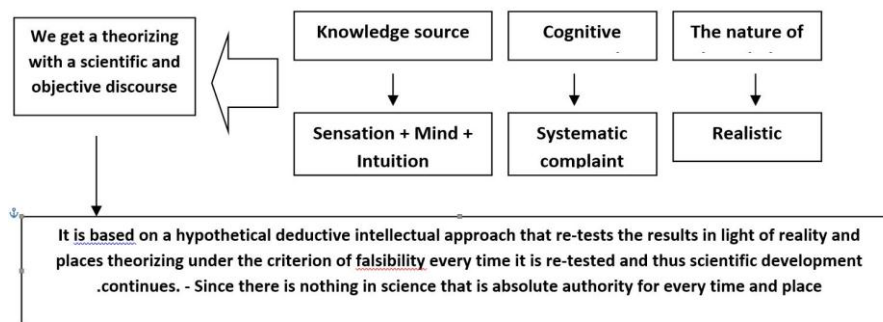 We get a theorizing
with a scientific and
objective discourse
Knowledge source
Cognitive
The nature of
Sensation + Mind +
Intuition
Systematic
complaint
Realistic
It is based on a hypothetical deductive intellectual approach that re-tests the results in light of reality and
places theorizing under the criterion of falsibility every time it is re-tested and thus scientific development
.continues. - Since there is nothing in science that is absolute authority for every time and place